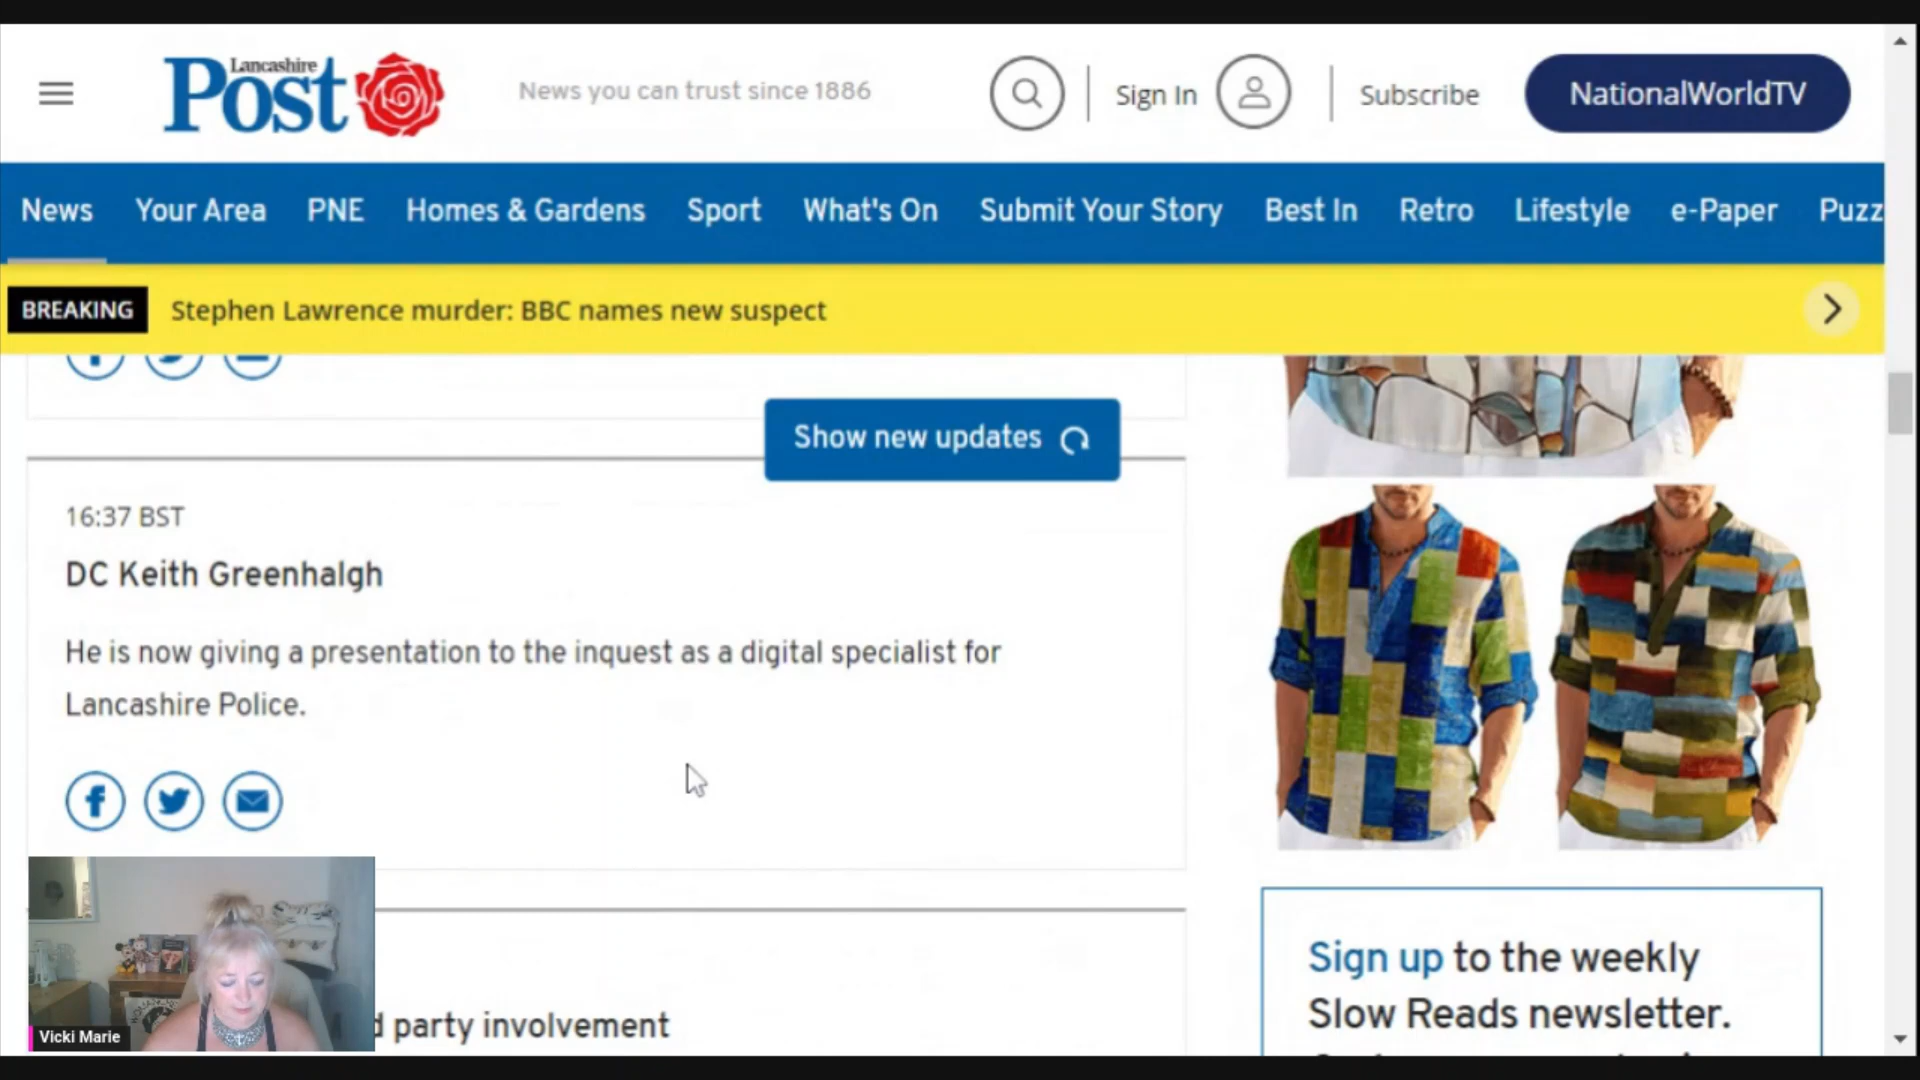 Lancashire
Post
News you can trust since 1886
Sign In
Subscribe
NationalWorldTV
News Your Area PNE Homes & Gardens Sport What's On Submit Your Story Best In Retro Lifestyle e-Paper Puzz
BREAKING Stephen Lawrence murder: BBC names new suspect
Show new updates
16:37 BST
DC Keith Greenhalgh
He is now giving a presentation to the inquest as a digital specialist for
Lancashire Police.
d party involvement
Vicki Marie
Sign up to the weekly
Slow Reads newsletter.